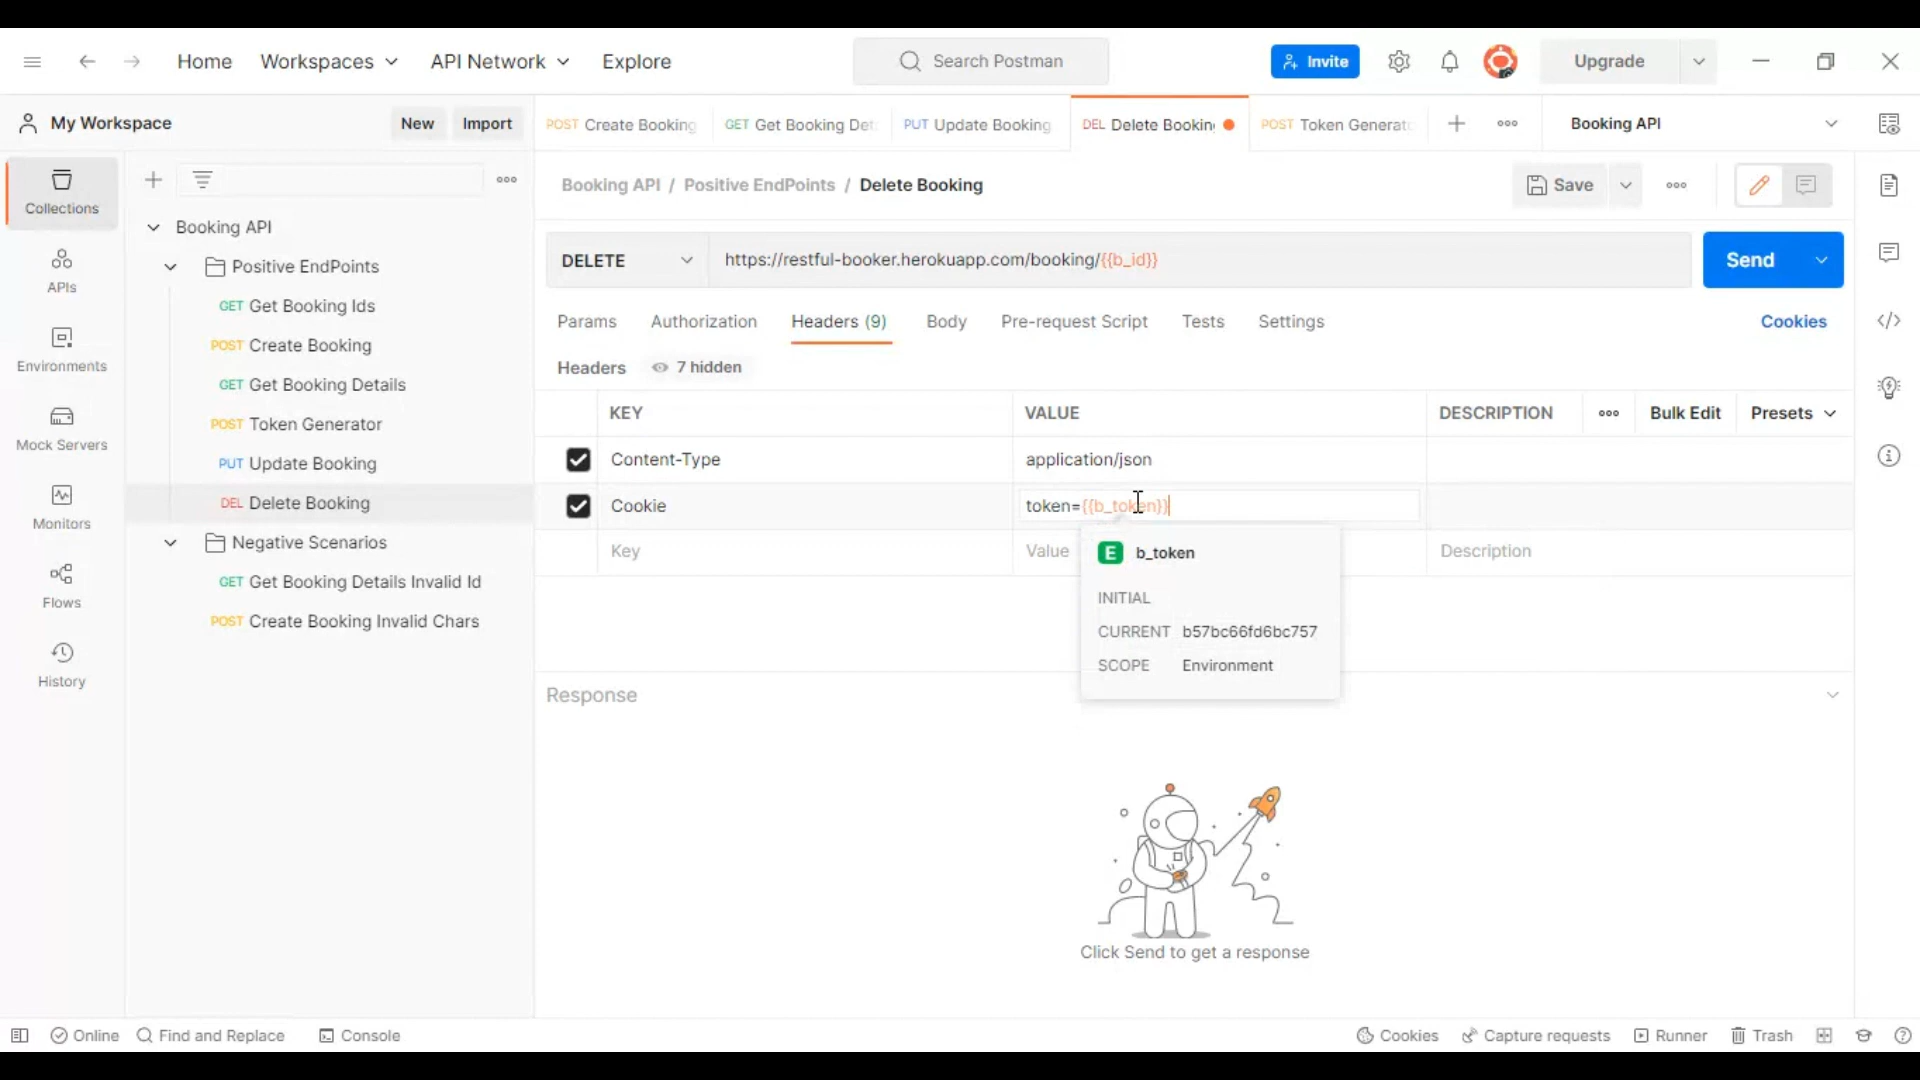 Home
Workspaces
API Network
Explore
Search Postman
Invite
Upgrade
My Workspace
New
Import
POST Create Booking
GET Get Booking Det
PUT Update Booking
DEL Delete Booking
POST Token Generato
Booking API
Collections
APIs
Environments
Mock Servers
Monitors
Flows
History
Booking API
Positive EndPoints
GET Get Booking Ids
POST Create Booking
GET Get Booking Details
POST Token Generator
PUT Update Booking
DEL Delete Booking
Negative Scenarios
GET Get Booking Details Invalid Id
POST Create Booking Invalid Chars
Booking API / Positive EndPoints / Delete Booking
Save
DELETE
https://restful-booker.herokuapp.com/booking/{{b_id}}
Send
Params
Authorization
Headers (9)
Body
Pre-request Script
Tests
Settings
Cookies
Headers
7 hidden
KEY
VALUE
DESCRIPTION
Bulk Edit
Presets
Content-Type
application/json
Cookie
token={{b_token}}
Key
Value
Description
E b_token
INITIAL
CURRENT b57bc66fd6bc757
SCOPE Environment
Response
Click Send to get a response
Online
Find and Replace
Console
Cookies
Capture requests
Runner
Trash